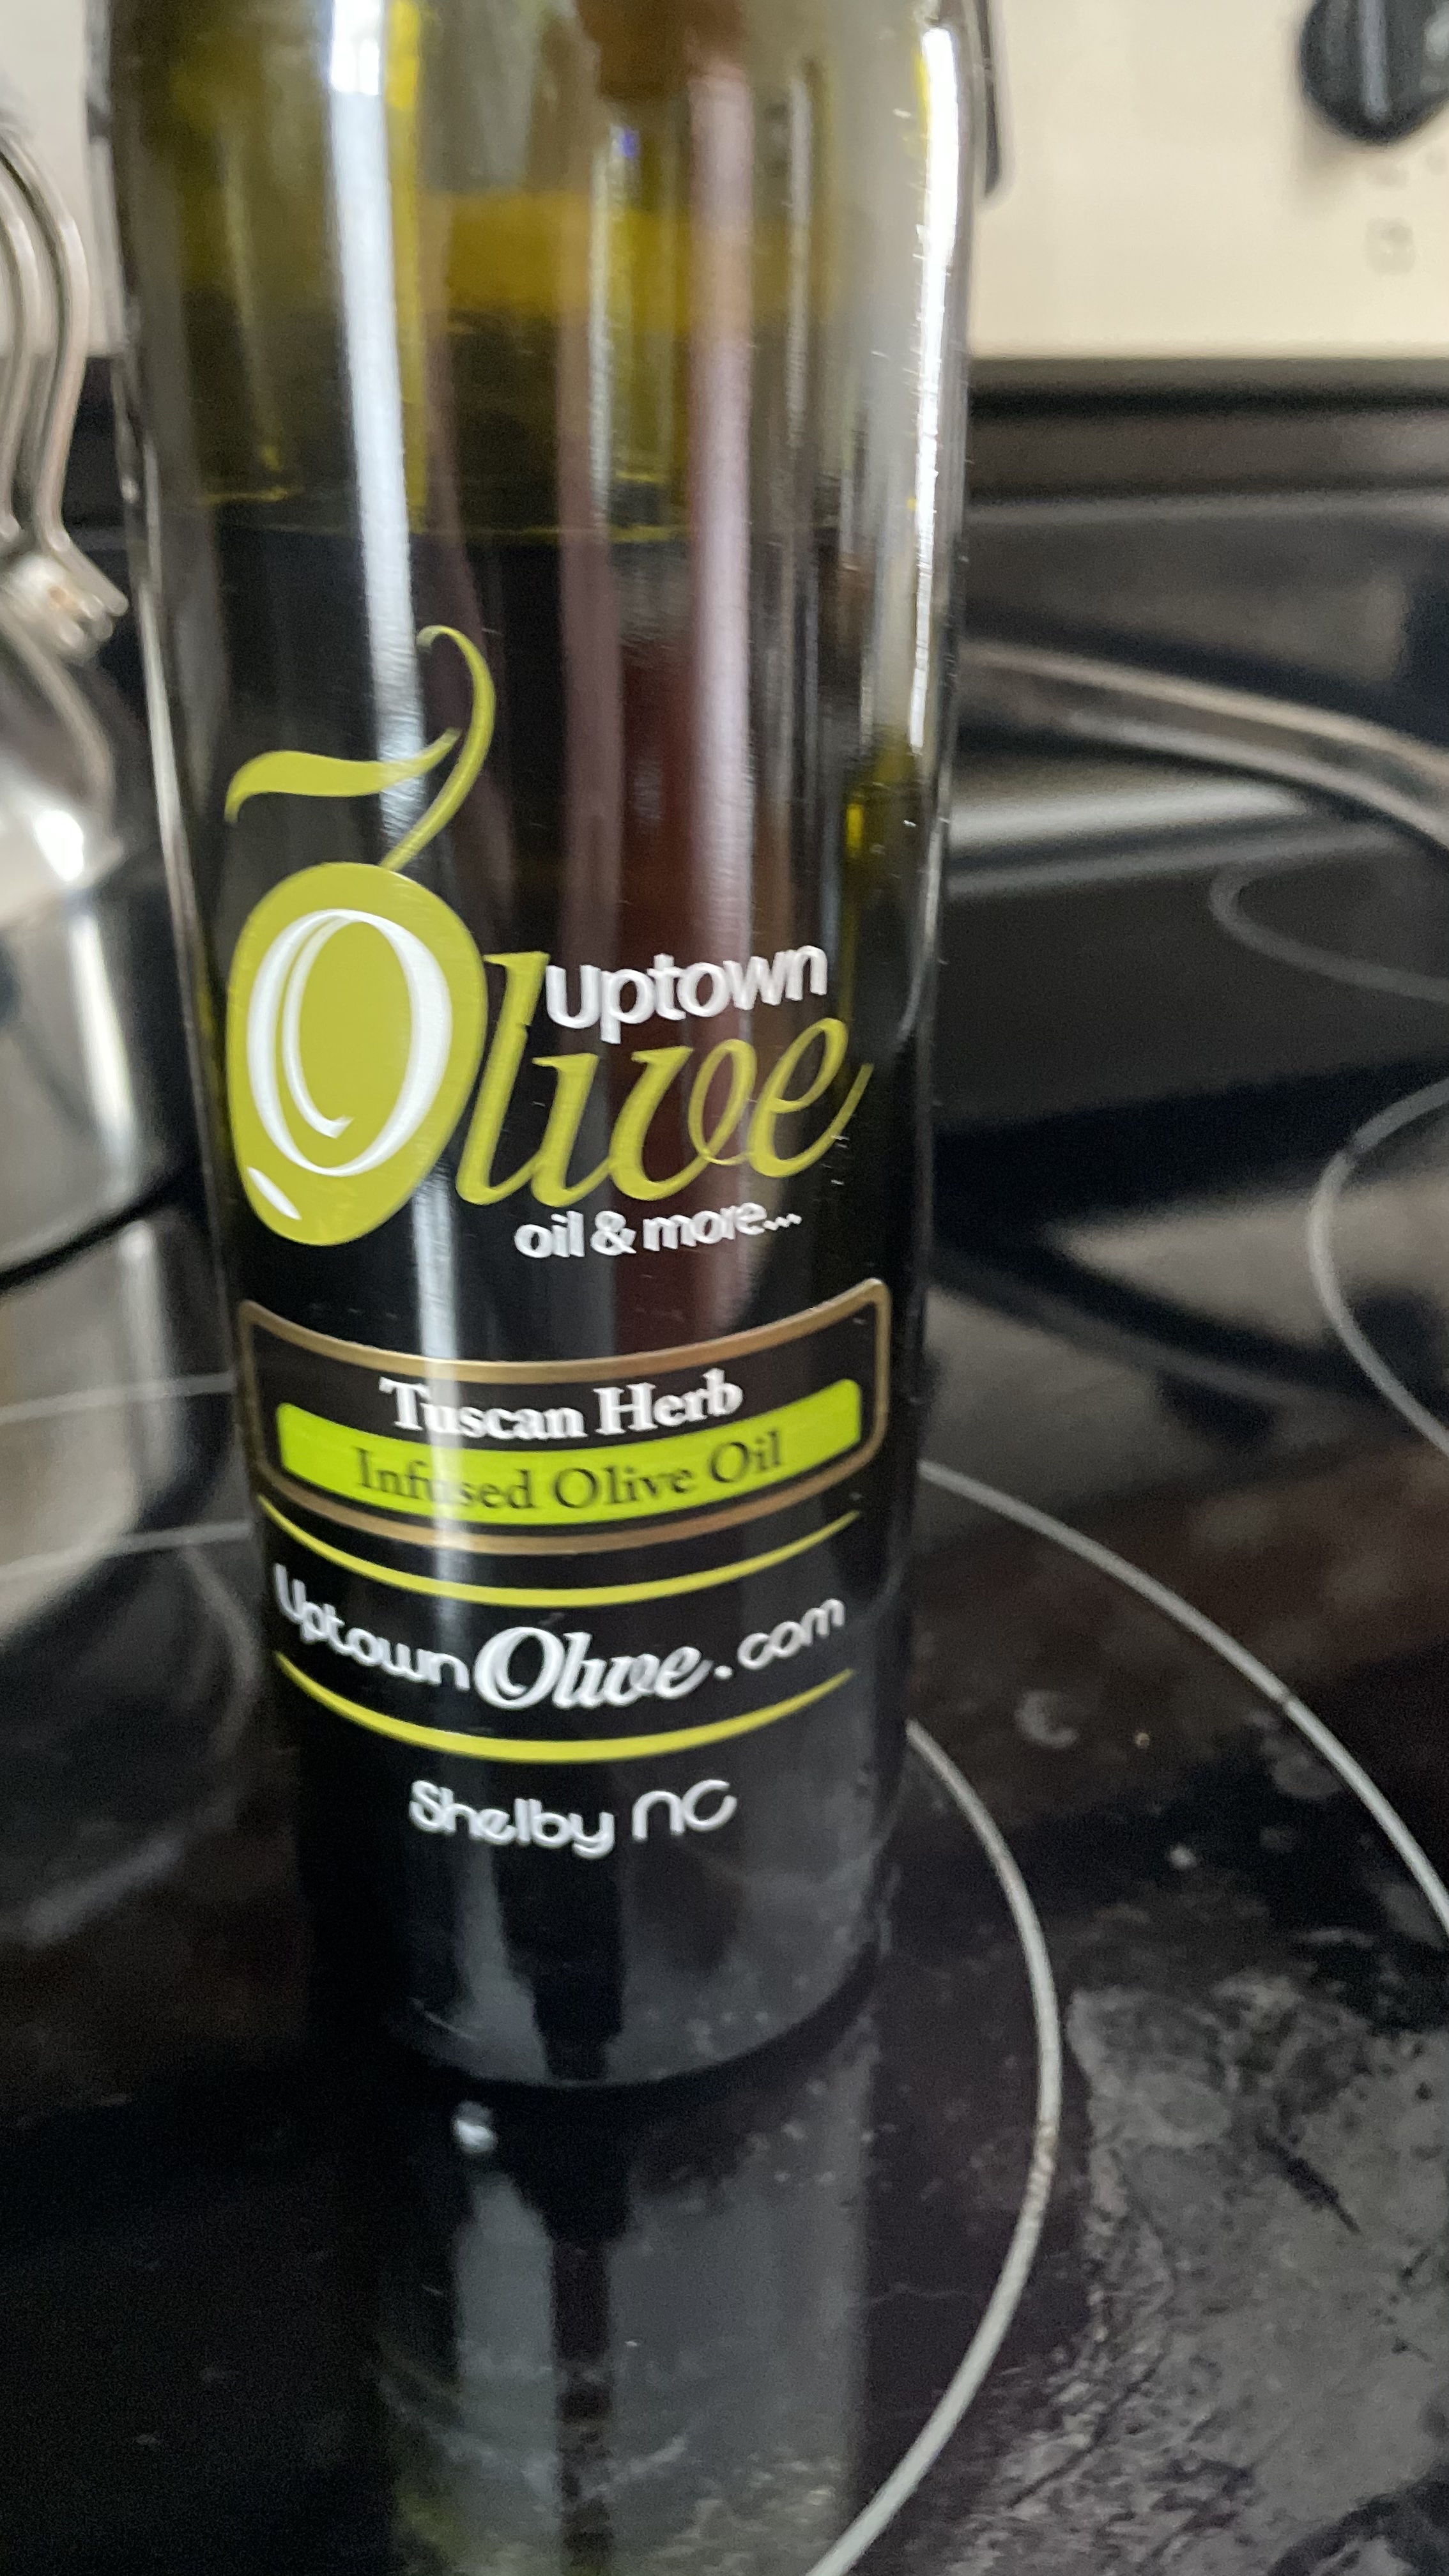 Uptown
Olive
oil & more...
Tuscan Herb
Infused Olive Oil
UptownOlive.com
Shelby NC